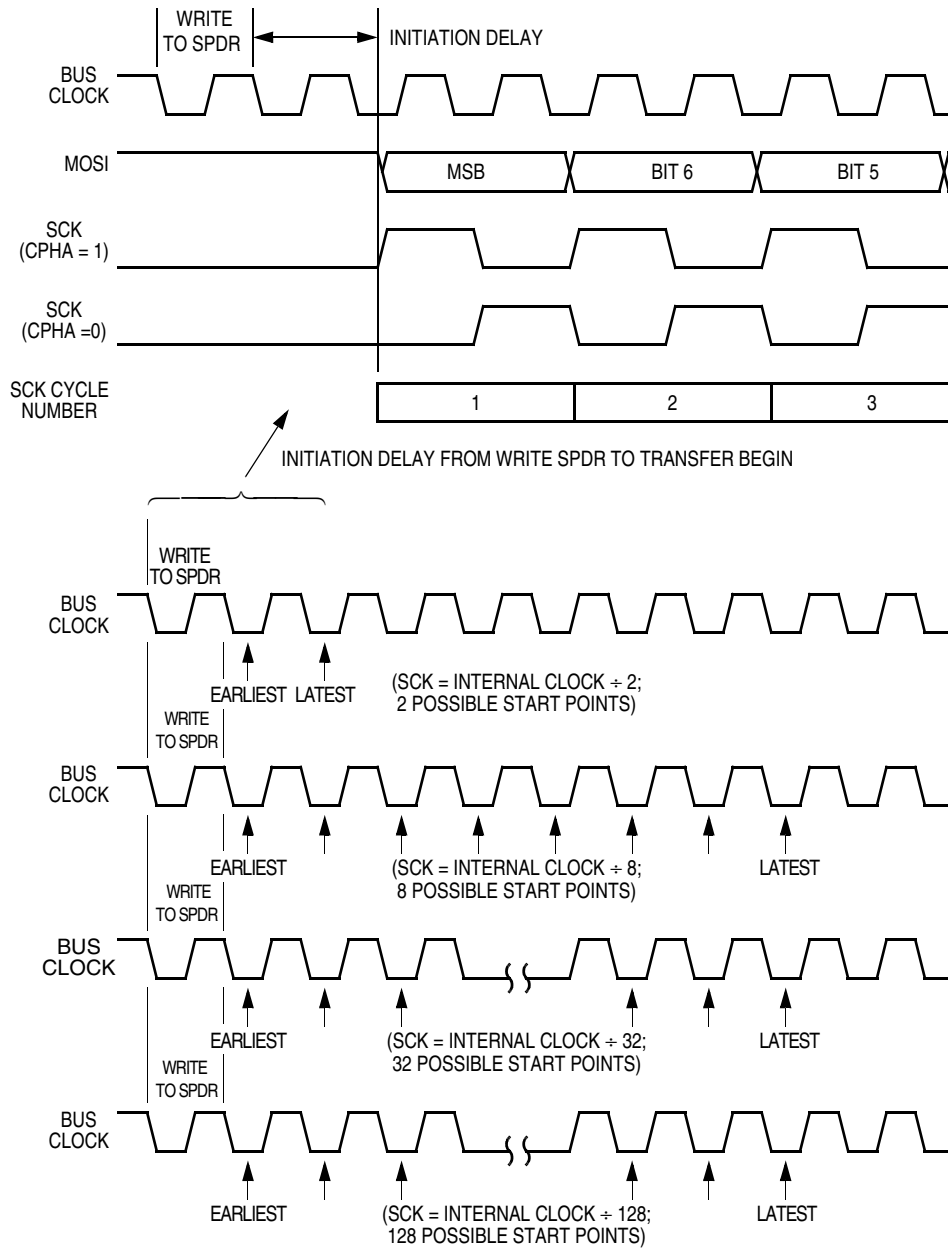 WRITE
TO SPDR
INITIATION DELAY
BUS
CLOCK
MOSI
MSB
BIT 6
BIT 5
SCK
(CPHA = 1)
SCK
(CPHA =0)
SCK CYCLE
NUMBER
1
2
3
INITIATION DELAY FROM WRITE SPDR TO TRANSFER BEGIN
WRITE
TO SPDR
BUS
CLOCK
EARLIEST
LATEST
(SCK = INTERNAL CLOCK ÷ 2;
2 POSSIBLE START POINTS)
WRITE
TO SPDR
BUS
CLOCK
EARLIEST
(SCK = INTERNAL CLOCK ÷ 8;
8 POSSIBLE START POINTS)
LATEST
WRITE
TO SPDR
BUS
CLOCK
EARLIEST
(SCK = INTERNAL CLOCK ÷ 32;
32 POSSIBLE START POINTS)
LATEST
WRITE
TO SPDR
BUS
CLOCK
EARLIEST
(SCK = INTERNAL CLOCK ÷ 128;
128 POSSIBLE START POINTS)
LATEST